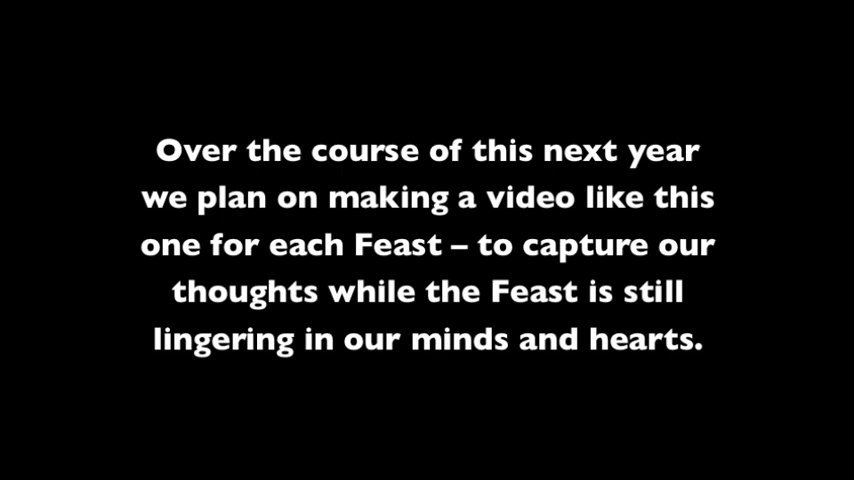 Over the course of this next year
we plan on making a video like this
one for each Feast – to capture our
thoughts while the Feast is still
lingering in our minds and hearts.